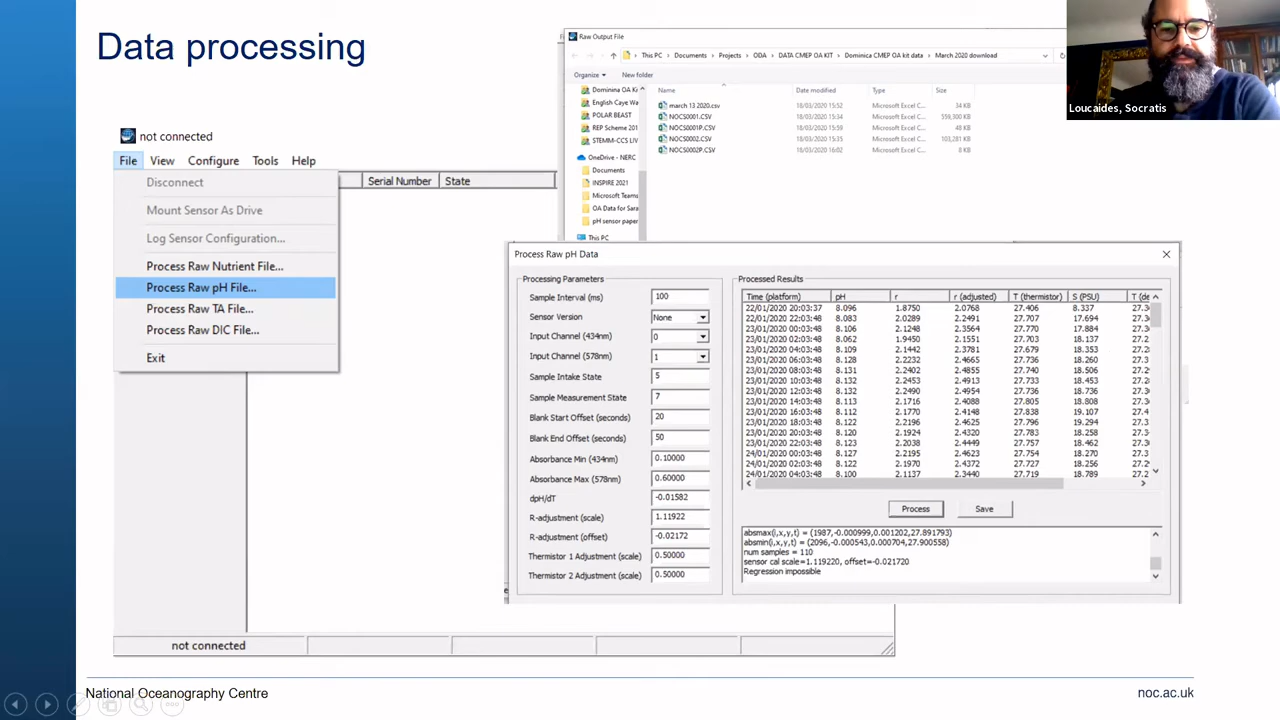 Data processing
Loucaides, Socratis
Raw Output File
This PC > Documents > Projects > ODA > DATA CMEP OA KIT > Dominica CMEP OA kit data > March 2020 download
Organize New folder
Name Date modified Type Size
march 13 2020.csv 18/03/2020 15:52 Microsoft Excel C... 34 KB
NOCS0001.CSV 18/03/2020 15:34 Microsoft Excel C... 559,300 KB
NOCS0001P.CSV 18/03/2020 15:59 Microsoft Excel C... 48 KB
NOCS0002.CSV 18/03/2020 15:35 Microsoft Excel C... 103,281 KB
NOCS0002P.CSV 18/03/2020 16:02 Microsoft Excel C... 8 KB
Dominina OA Ki
English Caye Wa
POLAR BEAST
REP Scheme 201
STEMM-CCS LIV
OneDrive - NERC
Documents
INSPIRE 2021
Microsoft Teams
OA Data for Sara
pH sensor paper
This PC
not connected
File View Configure Tools Help
Serial Number State
Disconnect
Mount Sensor As Drive
Log Sensor Configuration...
Process Raw Nutrient File...
Process Raw pH File...
Process Raw TA File...
Process Raw DIC File...
Exit
Process Raw pH Data
Processing Parameters
Sample Interval (ms) 100
Sensor Version None
Input Channel (434nm) 0
Input Channel (578nm) 1
Sample Intake State 5
Sample Measurement State 7
Blank Start Offset (seconds) 20
Blank End Offset (seconds) 50
Absorbance Min (434nm) 0.10000
Absorbance Max (578nm) 0.60000
dpH/dT -0.01582
R-adjustment (scale) 1.11922
R-adjustment (offset) -0.02172
Thermistor 1 Adjustment (scale) 0.50000
Thermistor 2 Adjustment (scale) 0.50000
Processed Results
Time (platform) pH r r (adjusted) T (thermistor) S (PSU) T (de
22/01/2020 20:03:37 8.096 1.8750 2.0768 27.406 8.337 27.3
22/01/2020 22:03:48 8.083 2.0289 2.2491 27.707 17.694
23/01/2020 00:03:48 8.106 2.1248 2.3564 27.770 17.884
23/01/2020 02:03:48 8.062 1.9450 2.1551 27.703 18.137 27.2
23/01/2020 04:03:48 8.109 2.1442 2.3781 27.679 18.353
23/01/2020 06:03:48 8.128 2.2232 2.4665 27.736 18.260
23/01/2020 08:03:48 8.131 2.2402 2.4855 27.740 18.506
23/01/2020 10:03:48 8.132 2.2453 2.4913 27.733 18.453
23/01/2020 12:03:48 8.132 2.2490 2.4954 27.736 18.736
23/01/2020 14:03:48 8.113 2.1716 2.4088 27.805 18.808
23/01/2020 16:03:48 8.112 2.1770 2.4148 27.838 19.107
23/01/2020 18:03:48 8.122 2.2196 2.4625 27.796 19.294
23/01/2020 20:03:48 8.120 2.1924 2.4320 27.783 18.258
23/01/2020 22:03:48 8.123 2.2038 2.4449 27.757 18.462
24/01/2020 00:03:48 8.127 2.2195 2.4623 27.754 18.270
24/01/2020 02:03:48 8.122 2.1970 2.4372 27.727 18.256
24/01/2020 04:03:48 8.100 2.1137 2.3440 27.719 18.789
Process Save
absmax(i,x,y,t) = (1987,-0.000999,0.001202,27.891793)
absmin(i,x,y,t) = (2096,-0.000543,0.000704,27.900558)
num samples = 110
sensor cal scale=1.119220, offset=-0.021720
Regression impossible
not connected
National Oceanography Centre
noc.ac.uk